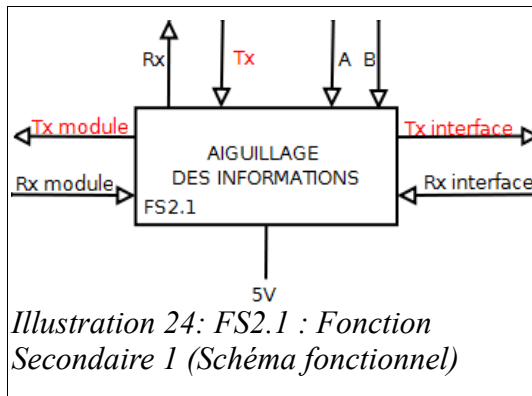 Rx
Tx
A B
Tx module
Tx interface
AIGUILLAGE
DES INFORMATIONS
Rx module
Rx interface
FS2.1
5V
Illustration 24: FS2.1 : Fonction
Secondaire 1 (Schéma fonctionnel)